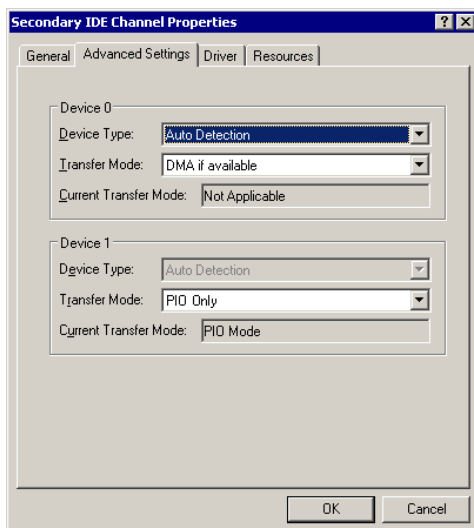 Secondary IDE Channel Properties
General Advanced Settings Driver Resources
Device 0
Device Type: Auto Detection
Transfer Mode: DMA if available
Current Transfer Mode: Not Applicable
Device 1
Device Type: Auto Detection
Transfer Mode: PIO Only
Current Transfer Mode: PIO Mode
OK Cancel